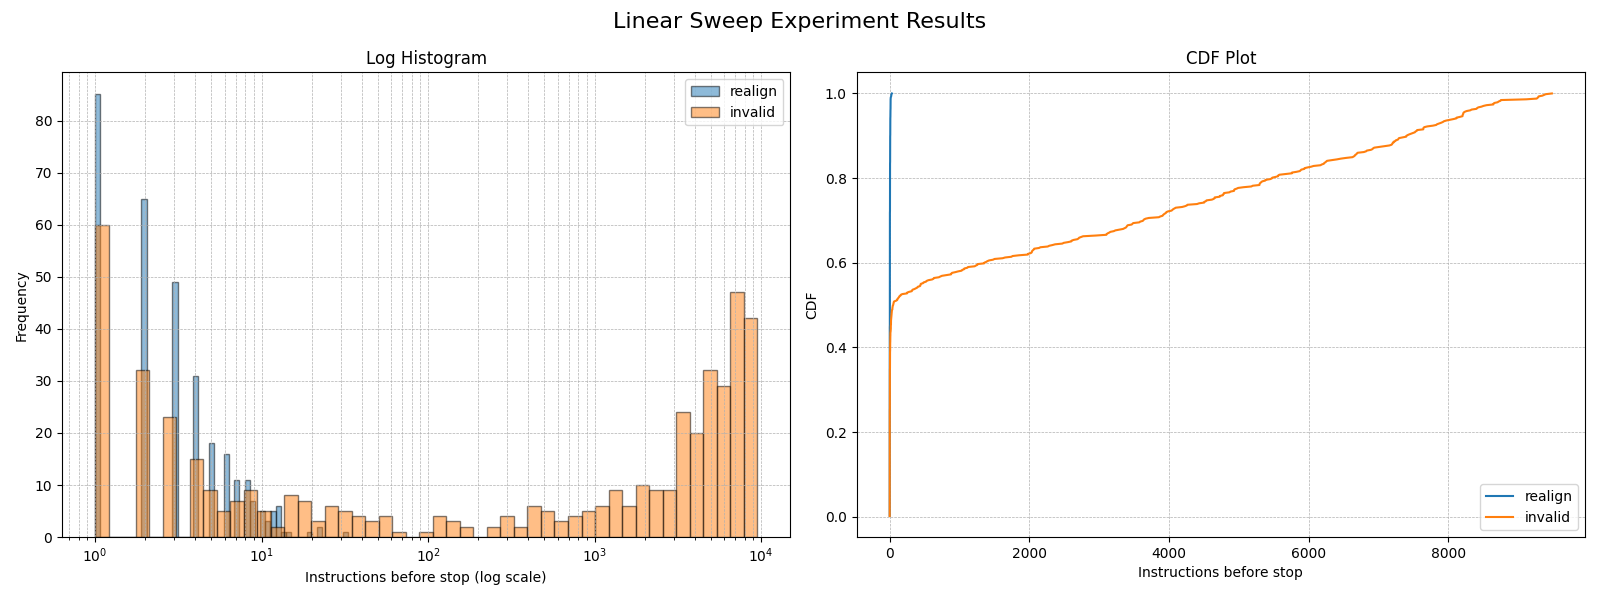 Linear Sweep Experiment Results
Log Histogram
realign
invalid
Frequency
80
70
60
50
40
30
20
10
0
10⁰
10¹
10²
10³
10⁴
Instructions before stop (log scale)
CDF Plot
CDF
1.0
0.8
0.6
0.4
0.2
0.0
realign
invalid
0
2000
4000
6000
8000
Instructions before stop